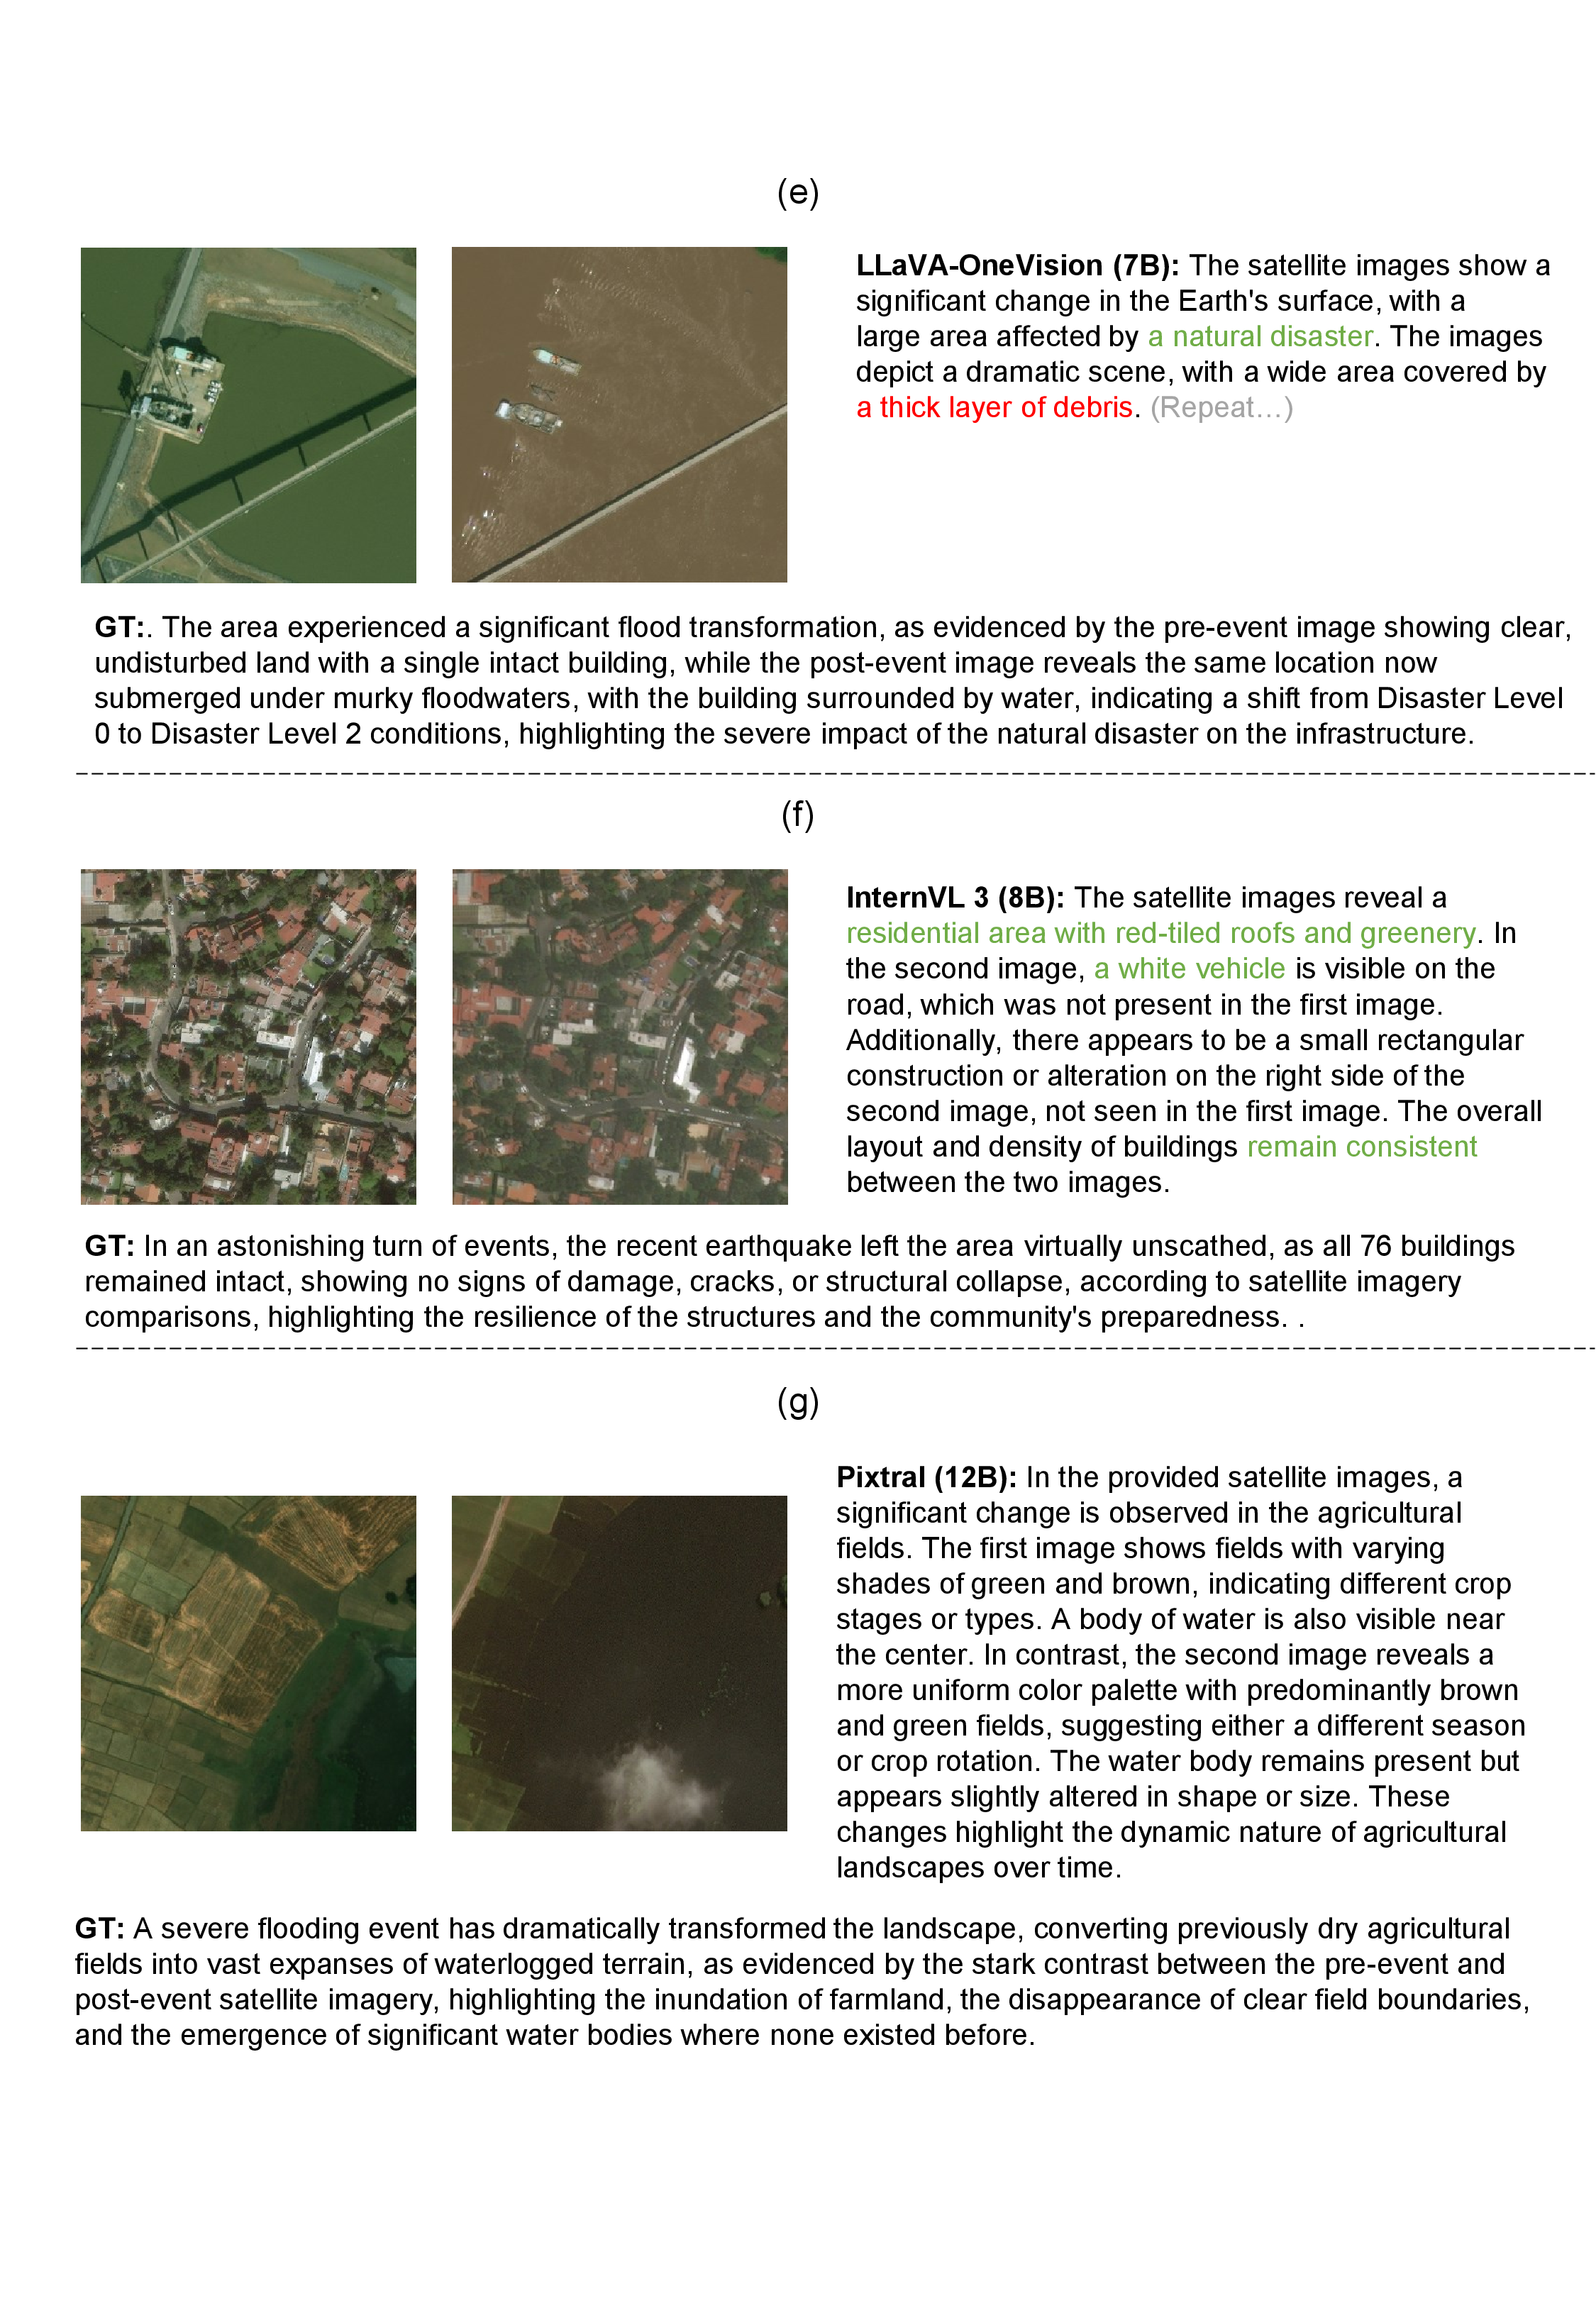 (e)
LLaVA-OneVision (7B): The satellite images show a
significant change in the Earth's surface, with a
large area affected by a natural disaster. The images
depict a dramatic scene, with a wide area covered by
a thick layer of debris. (Repeat...)
GT:. The area experienced a significant flood transformation, as evidenced by the pre-event image showing clear,
undisturbed land with a single intact building, while the post-event image reveals the same location now
submerged under murky floodwaters, with the building surrounded by water, indicating a shift from Disaster Level
0 to Disaster Level 2 conditions, highlighting the severe impact of the natural disaster on the infrastructure.
(f)
InternVL 3 (8B): The satellite images reveal a
residential area with red-tiled roofs and greenery. In
the second image, a white vehicle is visible on the
road, which was not present in the first image.
Additionally, there appears to be a small rectangular
construction or alteration on the right side of the
second image, not seen in the first image. The overall
layout and density of buildings remain consistent
between the two images.
GT: In an astonishing turn of events, the recent earthquake left the area virtually unscathed, as all 76 buildings
remained intact, showing no signs of damage, cracks, or structural collapse, according to satellite imagery
comparisons, highlighting the resilience of the structures and the community's preparedness. .
(g)
Pixtral (12B): In the provided satellite images, a
significant change is observed in the agricultural
fields. The first image shows fields with varying
shades of green and brown, indicating different crop
stages or types. A body of water is also visible near
the center. In contrast, the second image reveals a
more uniform color palette with predominantly brown
and green fields, suggesting either a different season
or crop rotation. The water body remains present but
appears slightly altered in shape or size. These
changes highlight the dynamic nature of agricultural
landscapes over time.
GT: A severe flooding event has dramatically transformed the landscape, converting previously dry agricultural
fields into vast expanses of waterlogged terrain, as evidenced by the stark contrast between the pre-event and
post-event satellite imagery, highlighting the inundation of farmland, the disappearance of clear field boundaries,
and the emergence of significant water bodies where none existed before.